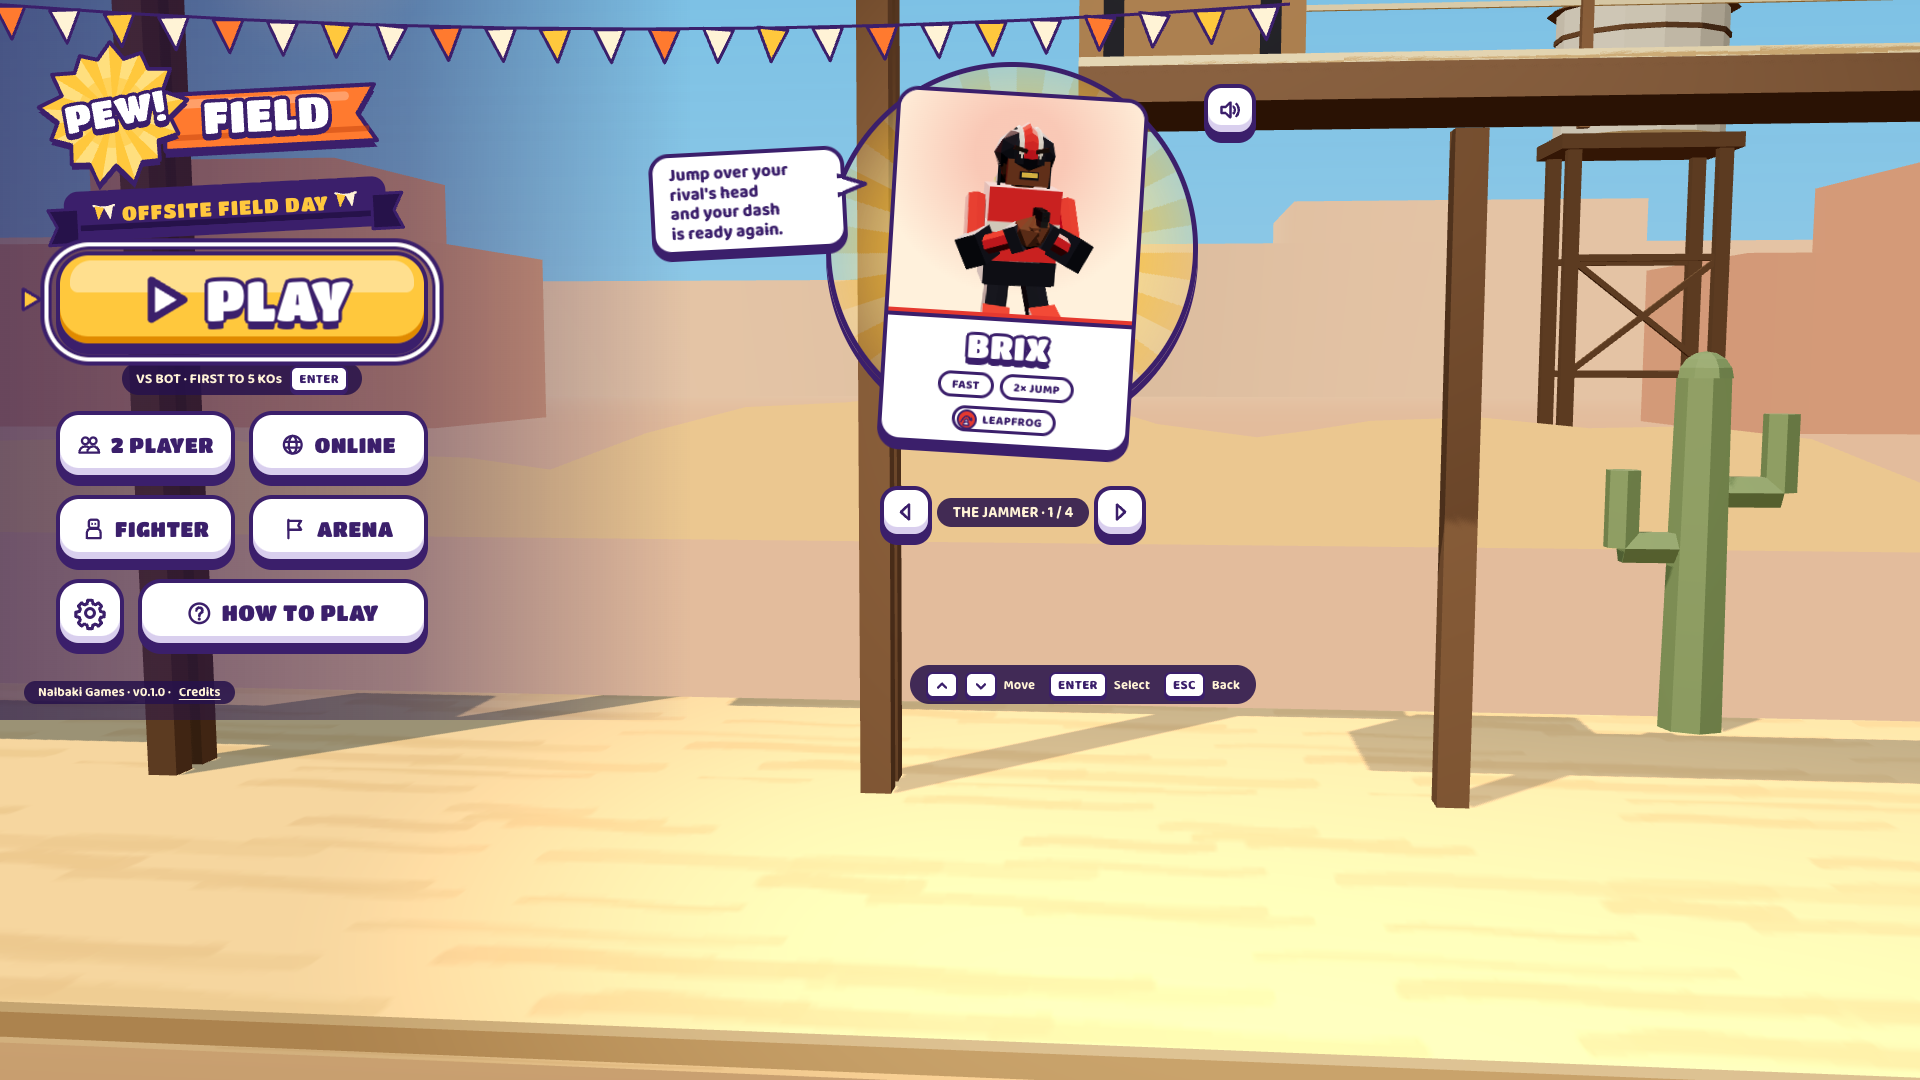 PEW!
FIELD
OFFSITE FIELD DAY
PLAY
VS BOT · FIRST TO 5 KOs ENTER
2 PLAYER
ONLINE
FIGHTER
ARENA
HOW TO PLAY
Naibaki Games · v0.1.0 · Credits
Jump over your
rival's head
and your dash
is ready again.
BRIX
FAST
2× JUMP
LEAPFROG
THE JAMMER · 1 / 4
Move ENTER Select ESC Back